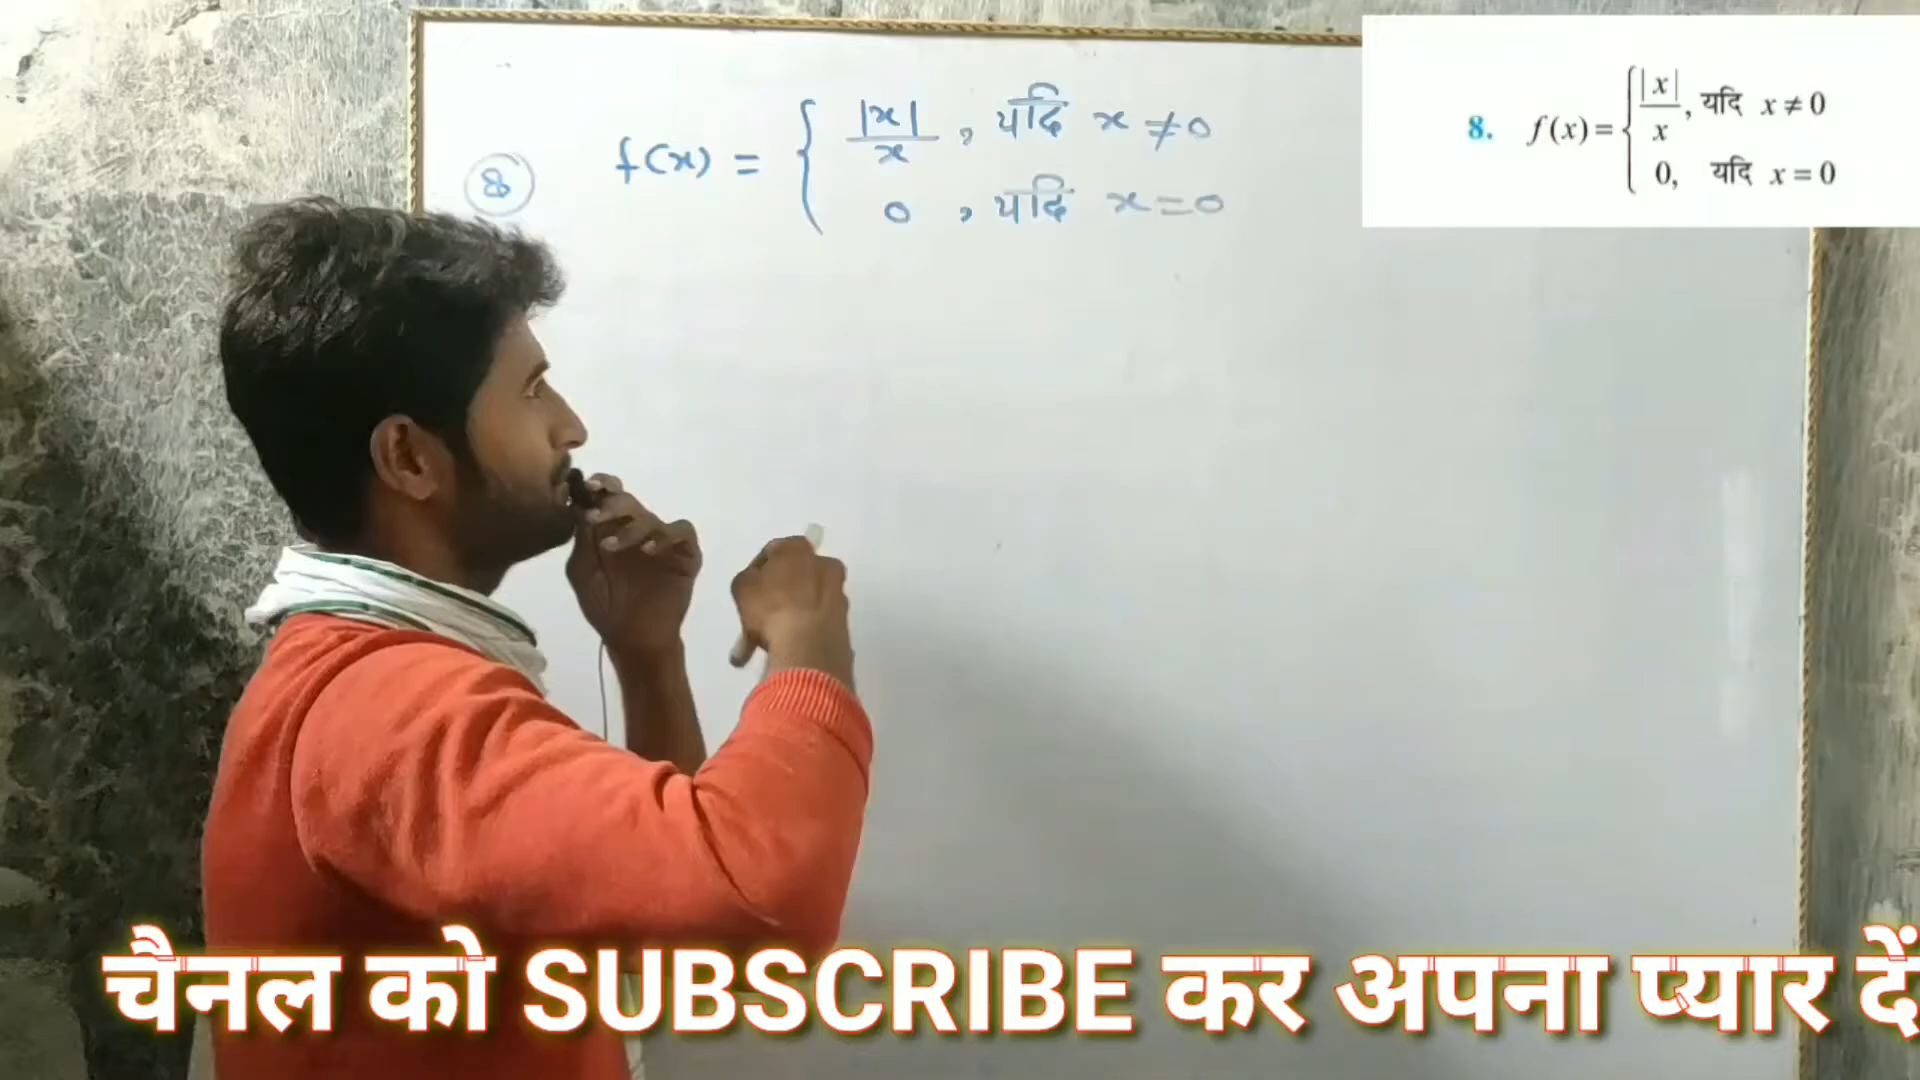 ⑧ f(x) = { |x|/x , यदि x ≠ 0
0 , यदि x = 0
8. f(x) = { |x|/x, यदि x ≠ 0
0, यदि x = 0
चैनल को SUBSCRIBE कर अपना प्यार दें